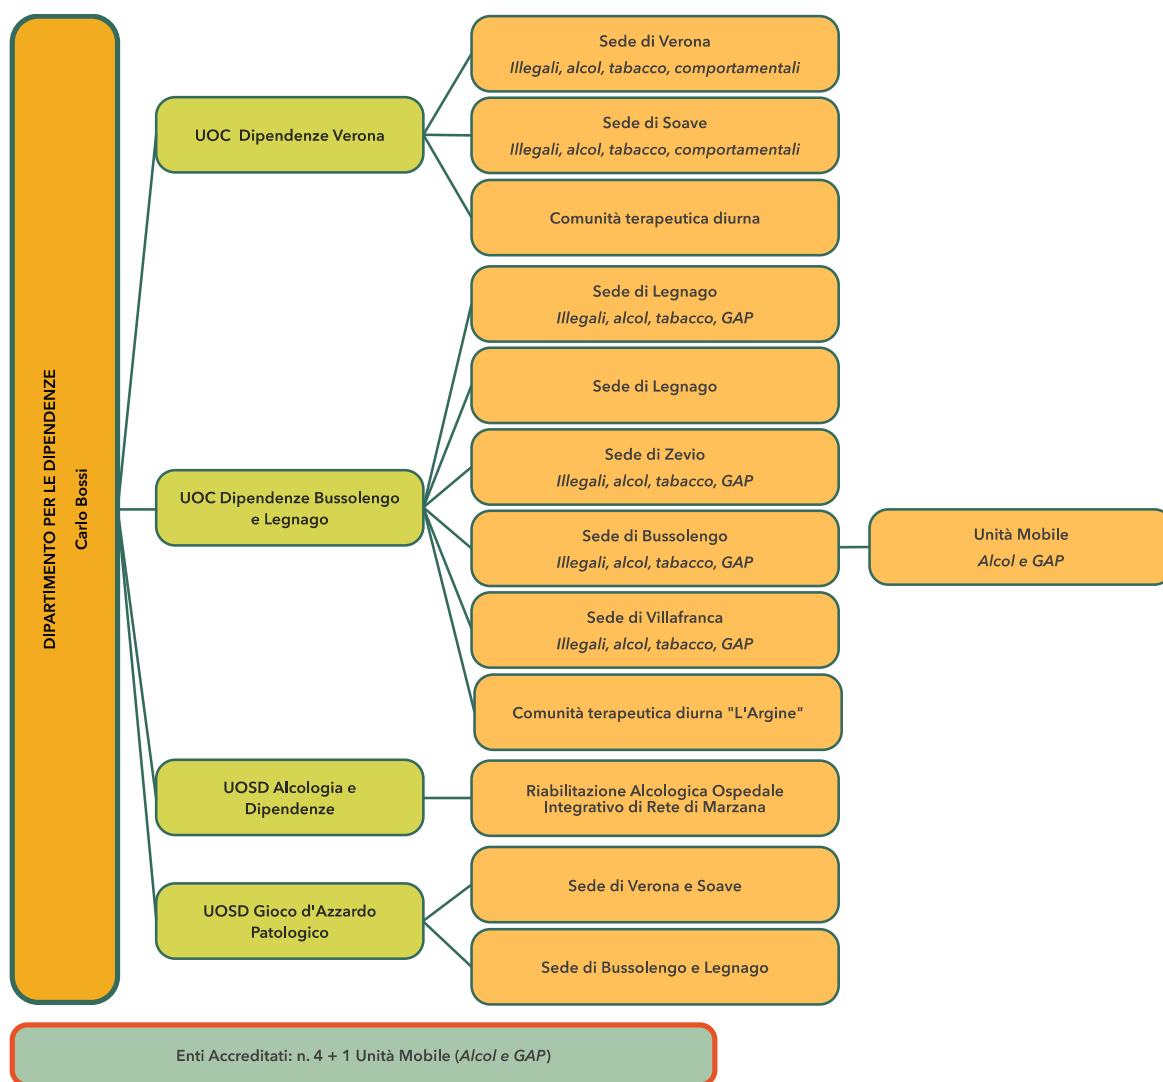 DIPARTIMENTO PER LE DIPENDENZE
Carlo Bossi
UOC Dipendenze Verona
Sede di Verona
Illegali, alcol, tabacco, comportamentali
Sede di Soave
Illegali, alcol, tabacco, comportamentali
Comunità terapeutica diurna
UOC Dipendenze Bussolengo
e Legnago
Sede di Legnago
Illegali, alcol, tabacco, GAP
Sede di Legnago
Sede di Zevio
Illegali, alcol, tabacco, GAP
Sede di Bussolengo
Illegali, alcol, tabacco, GAP
Unità Mobile
Alcol e GAP
Sede di Villafranca
Illegali, alcol, tabacco, GAP
Comunità terapeutica diurna "L'Argine"
UOSD Alcologia e
Dipendenze
Riabilitazione Alcologica Ospedale
Integrativo di Rete di Marzana
UOSD Gioco d'Azzardo
Patologico
Sede di Verona e Soave
Sede di Bussolengo e Legnago
Enti Accreditati: n. 4 + 1 Unità Mobile (Alcol e GAP)